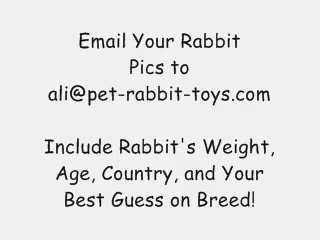 Email Your Rabbit
Pics to
ali@pet-rabbit-toys.com
Include Rabbit's Weight,
Age, Country, and Your
Best Guess on Breed!